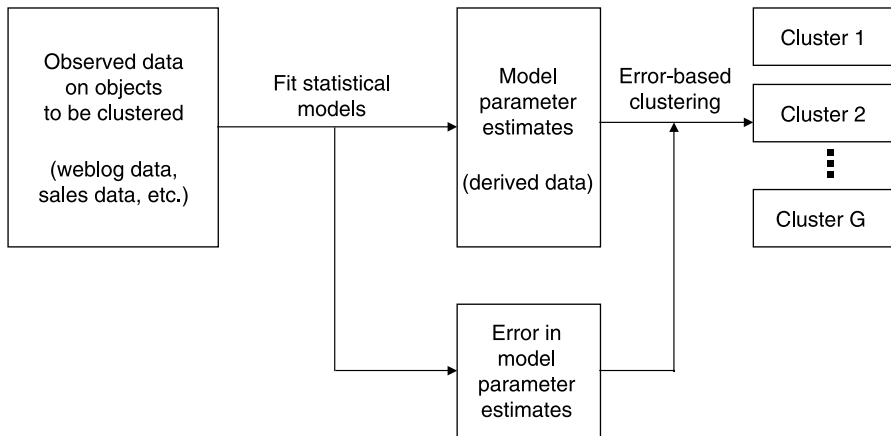 Observed data
on objects
to be clustered
(weblog data,
sales data, etc.)
Fit statistical
models
Model
parameter
estimates
(derived data)
Error-based
clustering
Cluster 1
Cluster 2
Cluster G
Error in
model
parameter
estimates